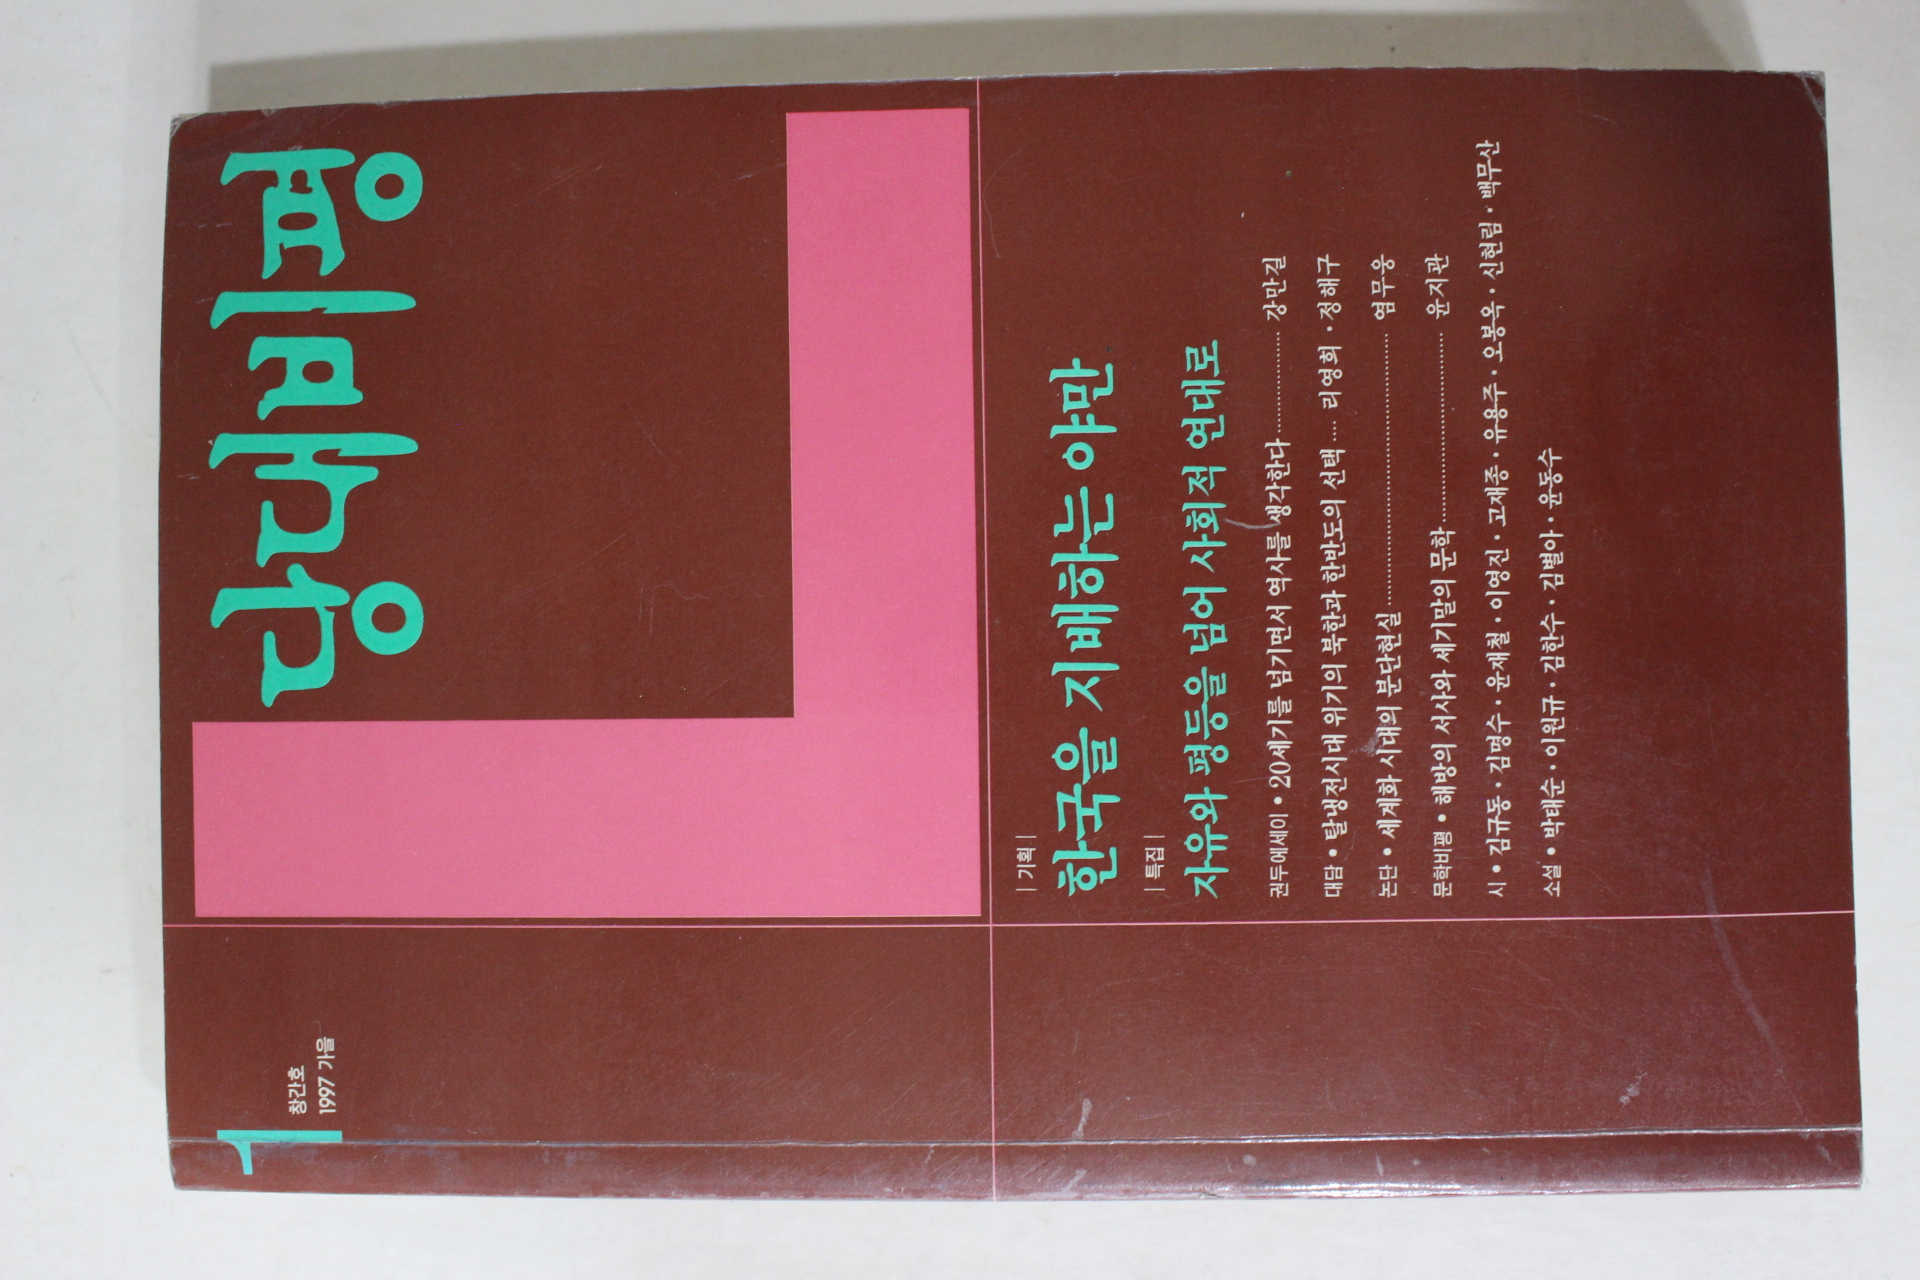 1
창간호
1997 가을
당대비평
|기획|
한국을 지배하는 야만
|특집|
자유와 평등을 넘어 사회적 연대로
권두에세이 • 20세기를 넘기면서 역사를 생각한다 ………… 강만길
대담 • 탈냉전시대 위기의 북한과 한반도의 선택 … 리영희 · 정해구
논단 • 세계화 시대의 분단현실 ………………………… 염무웅
문학비평 • 해방의 서사와 세기말의 문학 ………………… 윤지관
시 • 김규동 · 김명수 · 윤재철 · 이영진 · 고재종 · 유용주 · 오봉옥 · 신현림 · 백무산
소설 • 박태순 · 이원규 · 김한수 · 김별아 · 윤동수